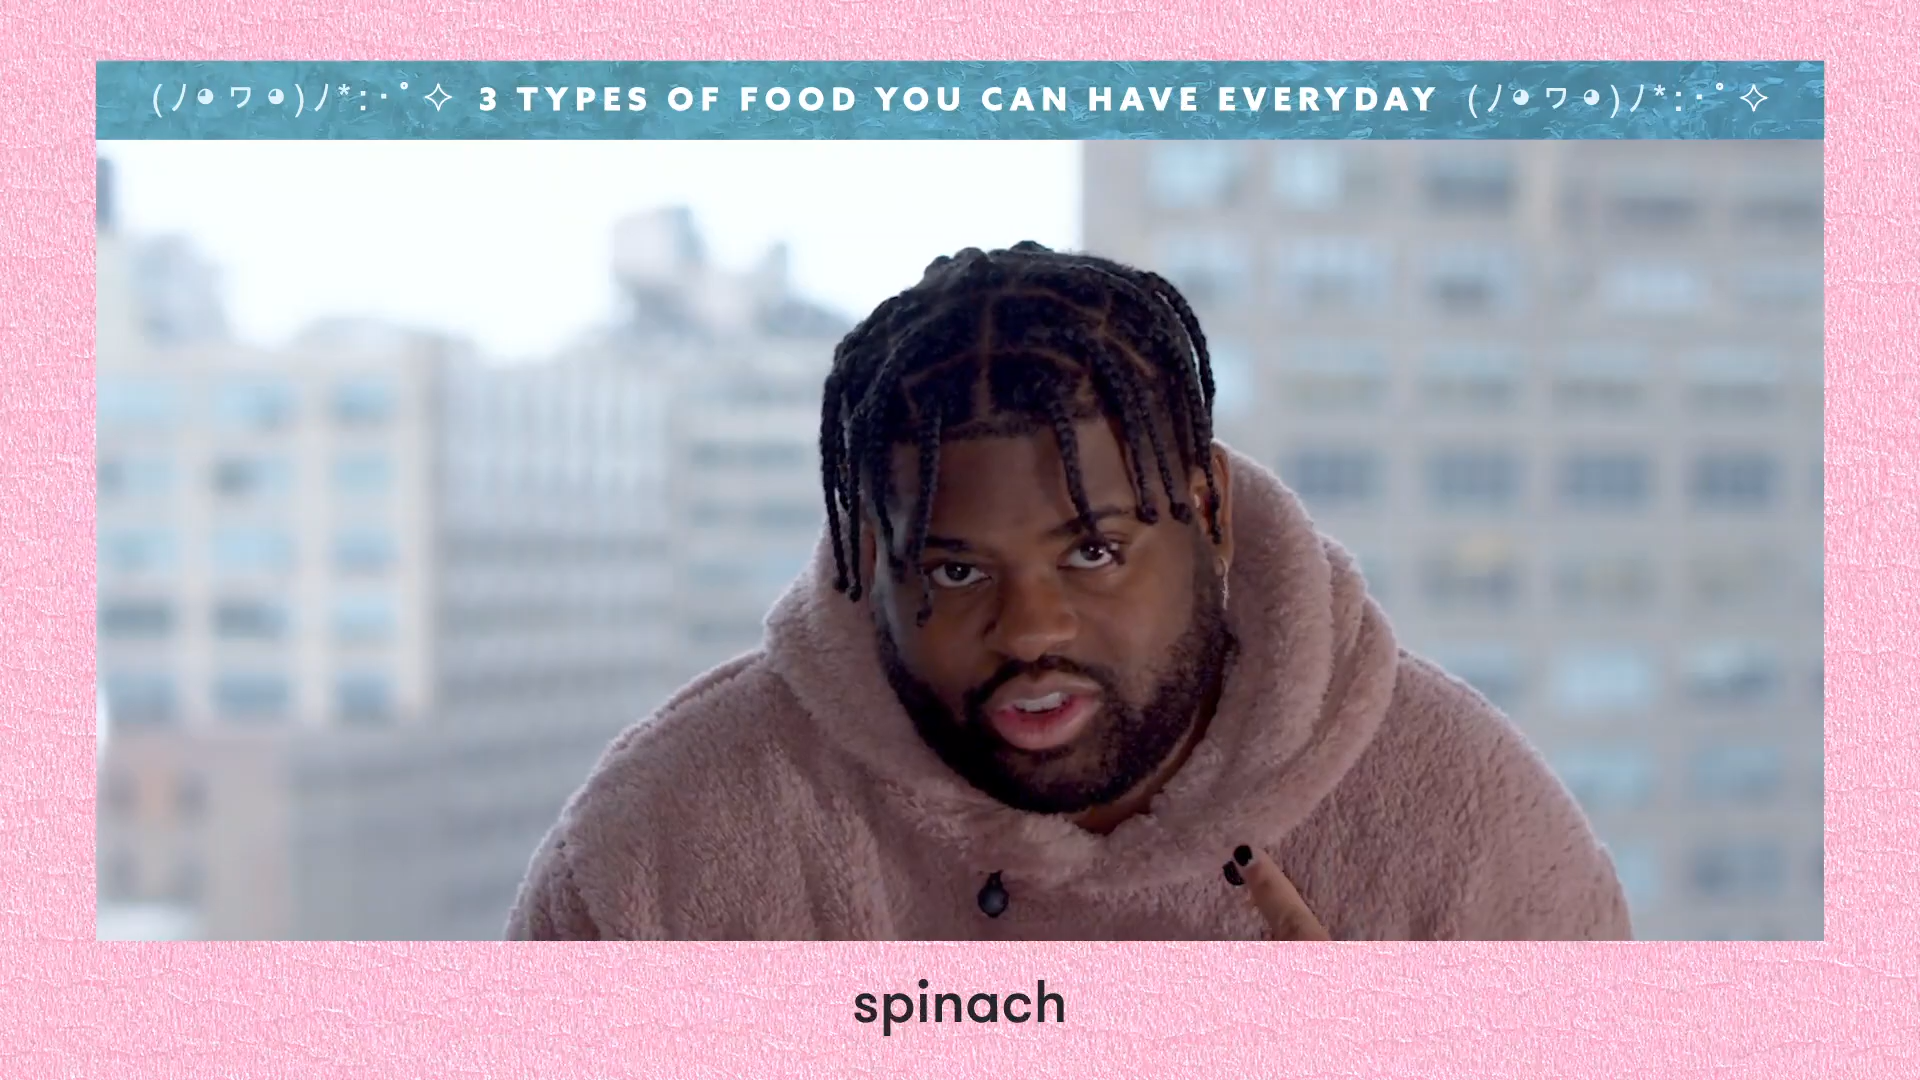 (ﾉ◕ ヮ ◕)ﾉ*:･ﾟ✧ 3 TYPES OF FOOD YOU CAN HAVE EVERYDAY (ﾉ◕ ヮ ◕)ﾉ*:･ﾟ✧
spinach